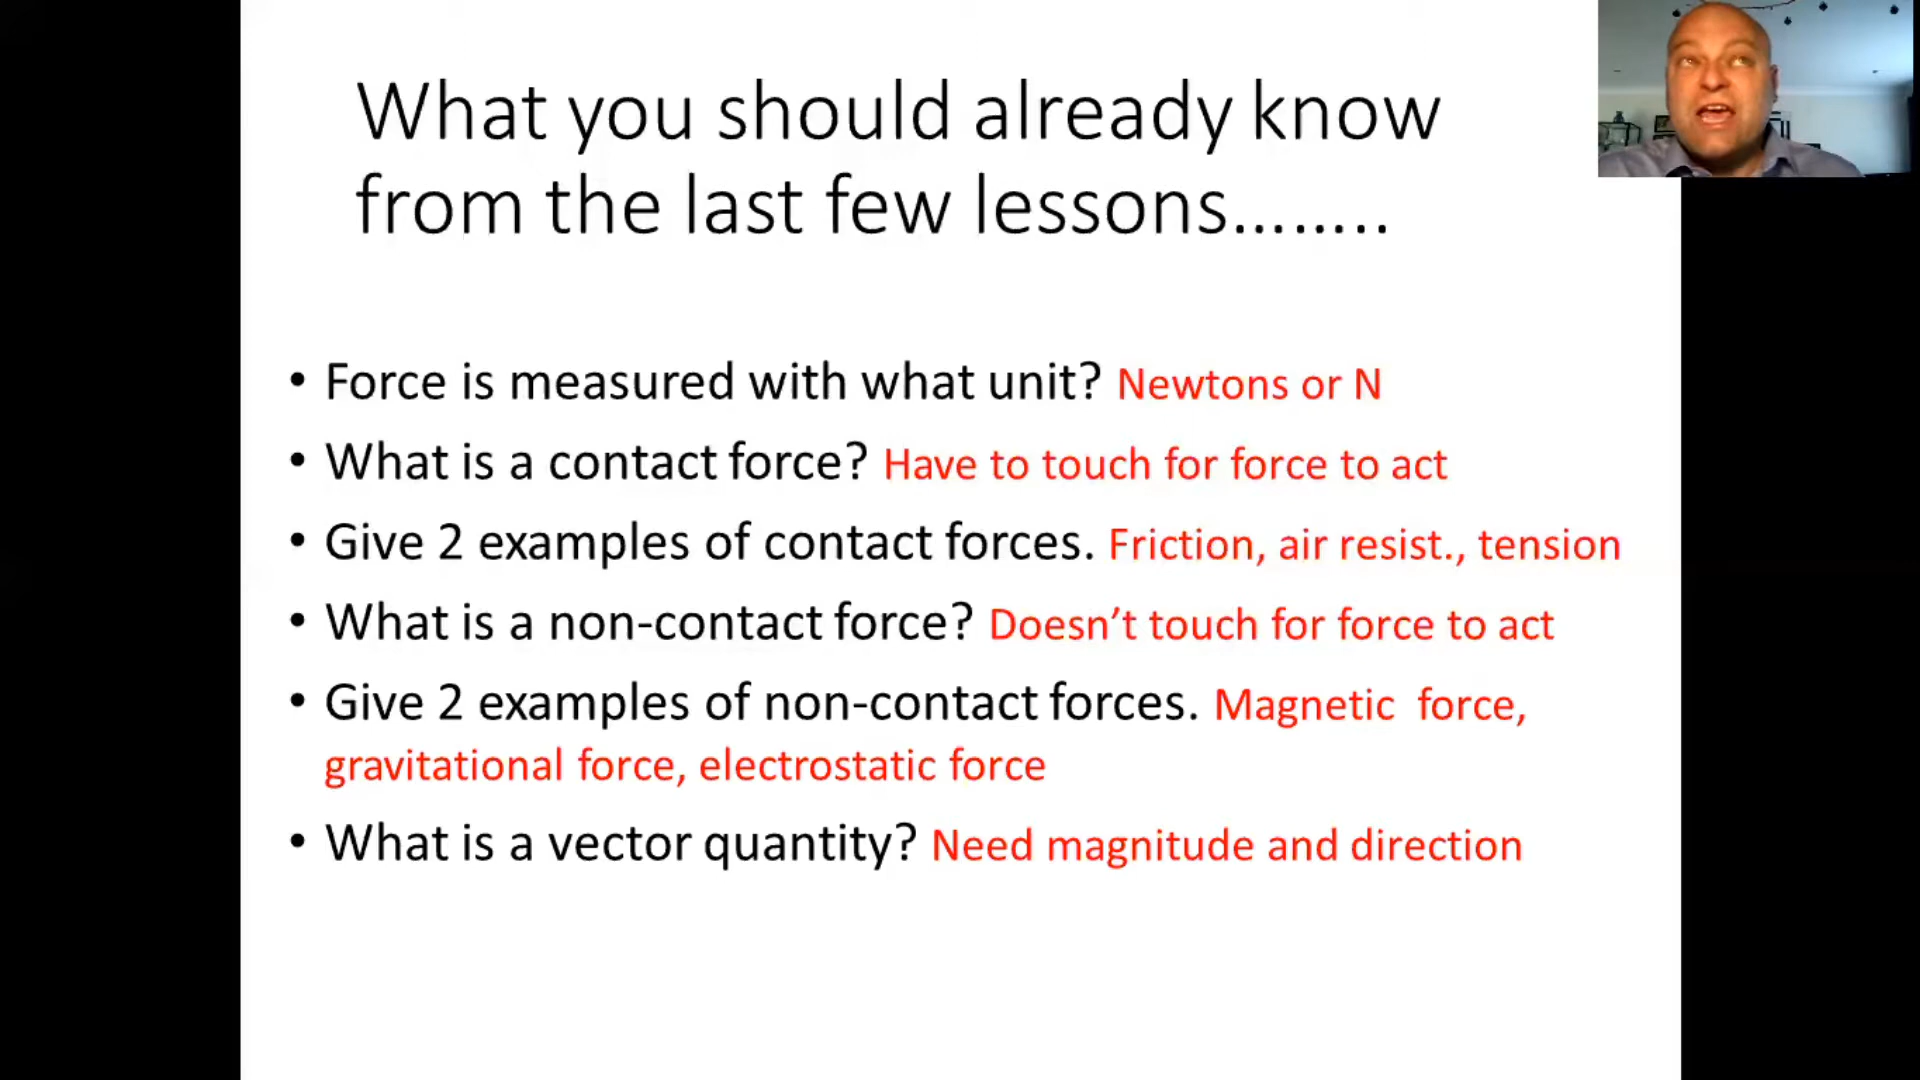 What you should already know
from the last few lessons........
• Force is measured with what unit? Newtons or N
• What is a contact force? Have to touch for force to act
• Give 2 examples of contact forces. Friction, air resist., tension
• What is a non-contact force? Doesn’t touch for force to act
• Give 2 examples of non-contact forces. Magnetic  force,
gravitational force, electrostatic force
• What is a vector quantity? Need magnitude and direction